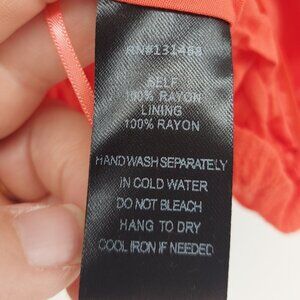 RN#131468
SELF
100% RAYON
LINING
100% RAYON
HAND WASH SEPARATELY
IN COLD WATER
DO NOT BLEACH
HANG TO DRY
COOL IRON IF NEEDED